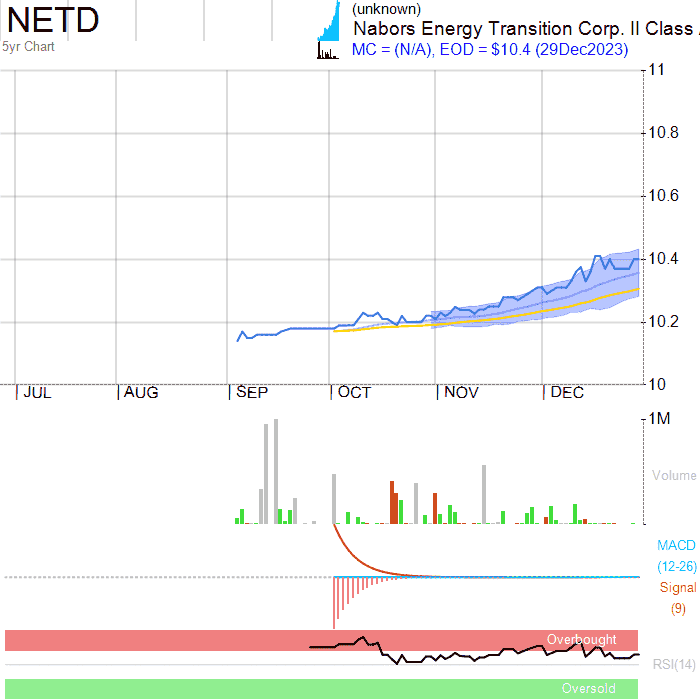 NETD
5yr Chart
(unknown)
Nabors Energy Transition Corp. II Class
MC = (N/A), EOD = $10.4 (29Dec2023)
11
10.8
10.6
10.4
10.2
10
JUL AUG SEP OCT NOV DEC
1M
Volume
MACD
(12-26)
Signal
(9)
Overbought
RSI(14)
Oversold